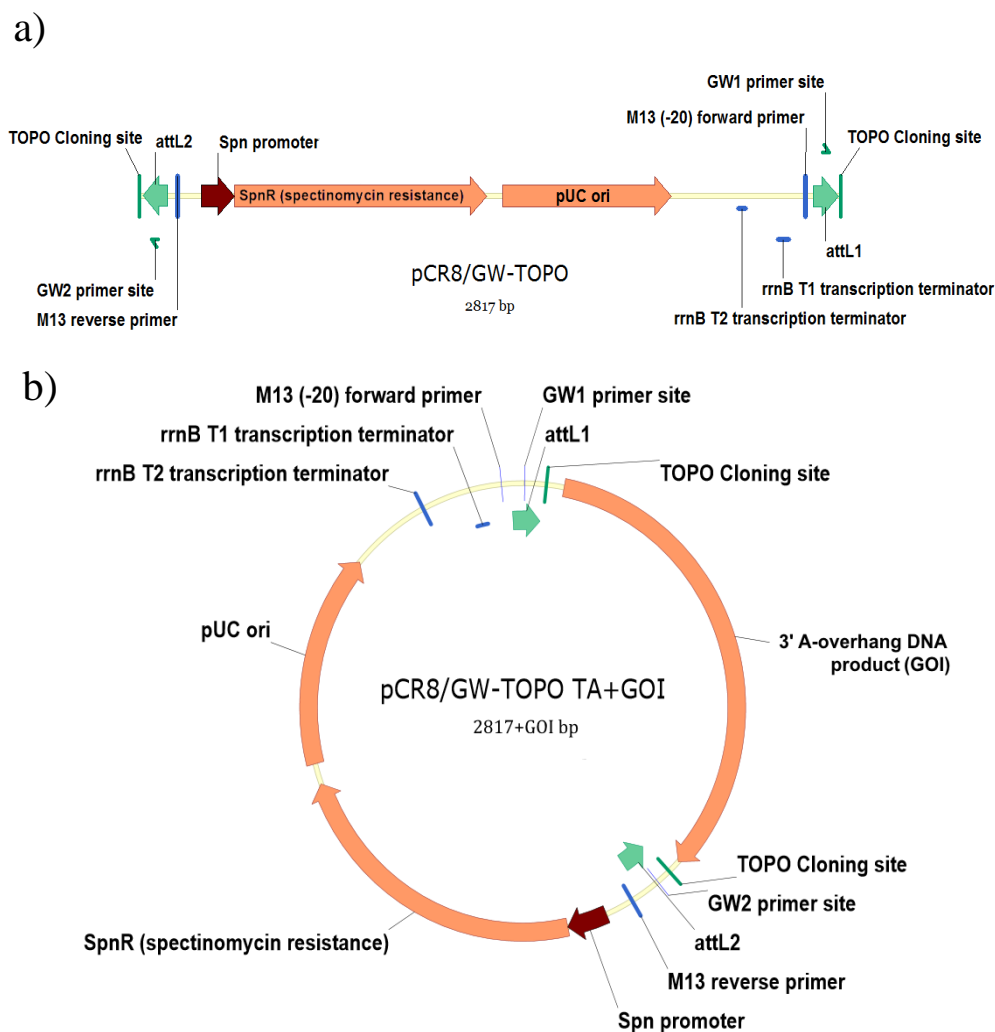 a)
GW1 primer site
M13 (-20) forward primer
TOPO Cloning site
attL2
Spn promoter
TOPO Cloning site
SpnR (spectinomycin resistance)
pUC ori
GW2 primer site
M13 reverse primer
pCR8/GW-TOPO
2817 bp
attL1
rrnB T1 transcription terminator
rrnB T2 transcription terminator
b)
M13 (-20) forward primer
GW1 primer site
rrnB T1 transcription terminator
attL1
rrnB T2 transcription terminator
TOPO Cloning site
pUC ori
3' A-overhang DNA
product (GOI)
pCR8/GW-TOPO TA+GOI
2817+GOI bp
TOPO Cloning site
GW2 primer site
SpnR (spectinomycin resistance)
attL2
M13 reverse primer
Spn promoter